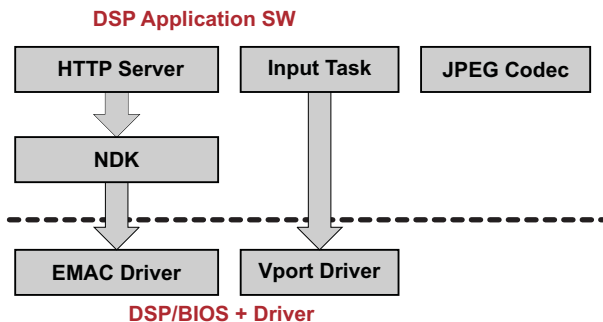 DSP Application SW
HTTP Server
Input Task
JPEG Codec
NDK
EMAC Driver
Vport Driver
DSP/BIOS + Driver